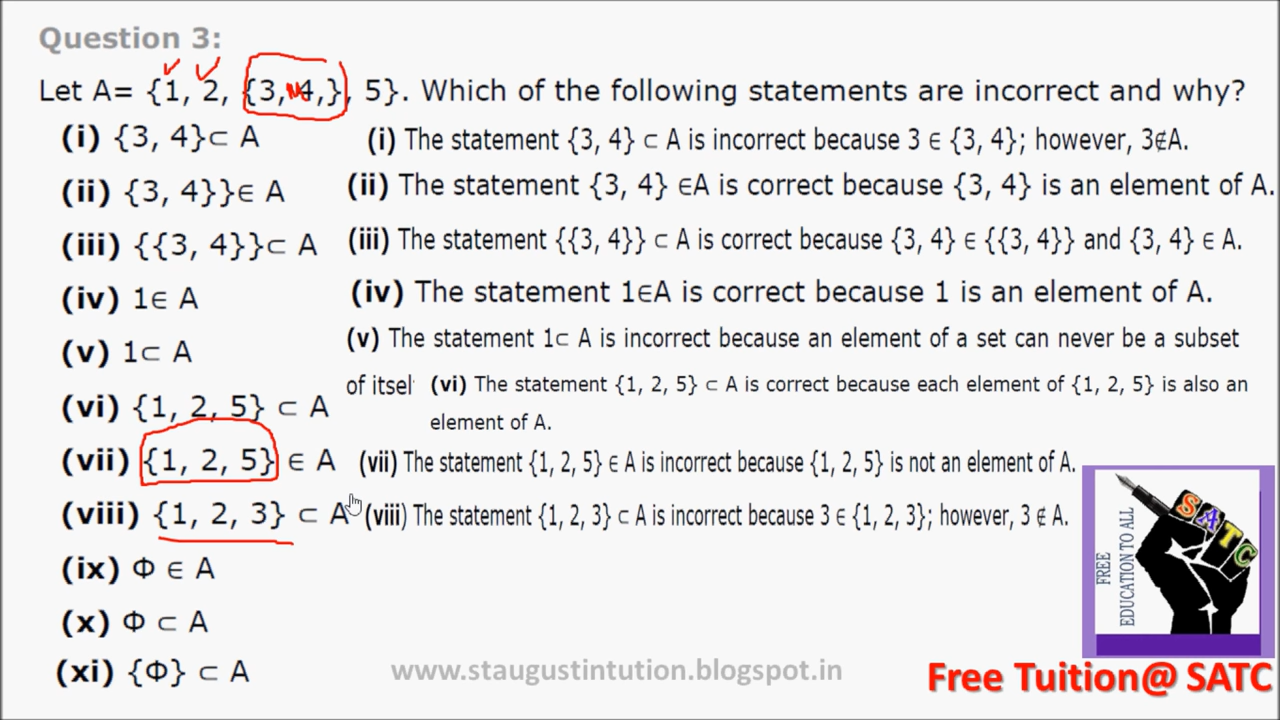 Question 3:
Let A= {1, 2, {3, 4,}, 5}. Which of the following statements are incorrect and why?
(i) {3, 4}⊂ A
(i) The statement {3, 4} ⊂ A is incorrect because 3 ∈ {3, 4}; however, 3∉A.
(ii) {3, 4}}∈ A
(ii) The statement {3, 4} ∈A is correct because {3, 4} is an element of A.
(iii) {{3, 4}}⊂ A
(iii) The statement {{3, 4}} ⊂ A is correct because {3, 4} ∈ {{3, 4}} and {3, 4} ∈ A.
(iv) 1∈ A
(iv) The statement 1∈A is correct because 1 is an element of A.
(v) 1⊂ A
(v) The statement 1⊂ A is incorrect because an element of a set can never be a subset
of itsel
(vi) {1, 2, 5} ⊂ A
(vi) The statement {1, 2, 5} ⊂ A is correct because each element of {1, 2, 5} is also an
element of A.
(vii) {1, 2, 5} ∈ A
(vii) The statement {1, 2, 5} ∈ A is incorrect because {1, 2, 5} is not an element of A.
(viii) {1, 2, 3} ⊂ A
(viii) The statement {1, 2, 3} ⊂ A is incorrect because 3 ∈ {1, 2, 3}; however, 3 ∉ A.
(ix) Φ ∈ A
(x) Φ ⊂ A
(xi) {Φ} ⊂ A
FREE
EDUCATION TO ALL
SATC
www.staugustintution.blogspot.in
Free Tuition@ SATC